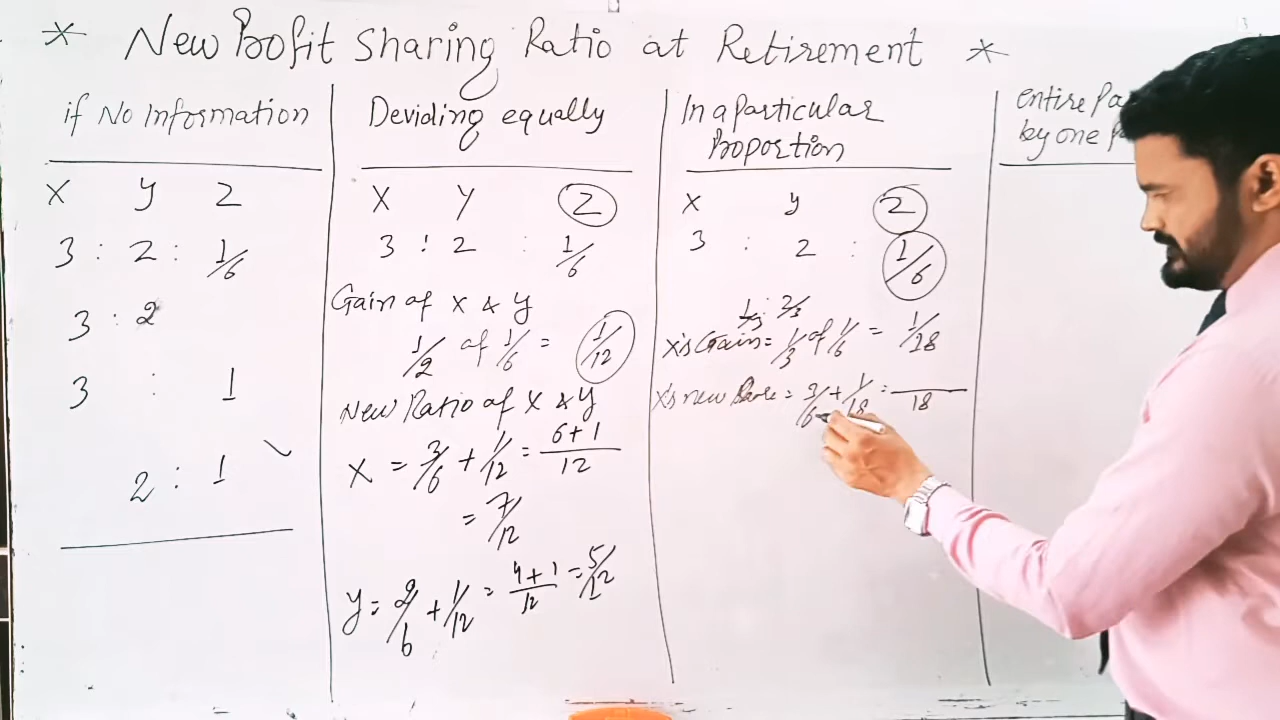 * New Profit Sharing Ratio at Retirement *
if No Information
X Y Z
3 : 2 : 1/6
3 : 2
3 : 1
2 : 1
Deviding equally
X Y Z
3 : 2 : 1/6
Gain of X & Y
1/2 of 1/6 = 1/12
New Ratio of X & Y
X = 3/6 + 1/12 = 6+1/12
= 7/12
Y = 2/6 + 1/12 = 4+1/12 = 5/12
In a particular
Proportion
X Y Z
3 : 2 : 1/6
1/3 : 2/3
X's Gain = 1/3 of 1/6 = 1/18
X's new Share = 3/6 + 1/18 = /18
entire
by one